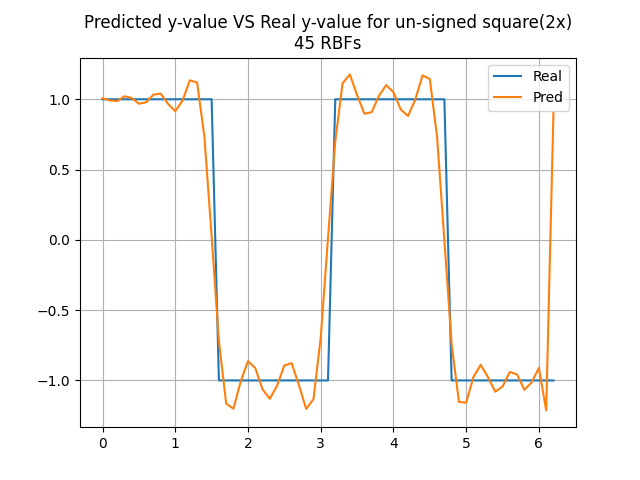 Predicted y-value VS Real y-value for un-signed square(2x)
45 RBFs
Real
Pred
1.0
0.5
0.0
−0.5
−1.0
0 1 2 3 4 5 6